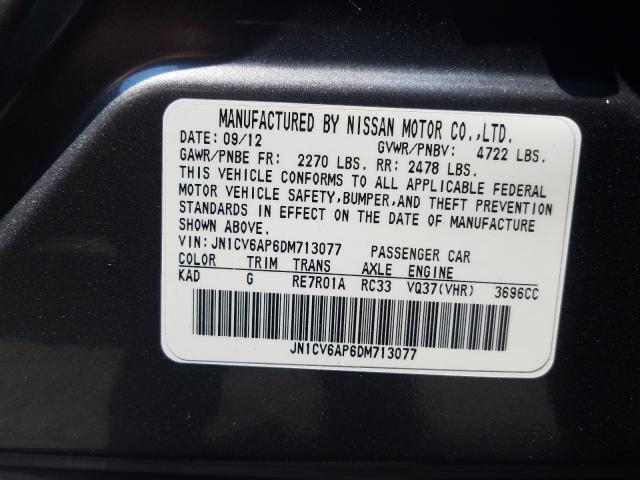 MANUFACTURED BY NISSAN MOTOR CO.,LTD.
DATE: 09/12 GVWR/PNBV: 4722 LBS.
GAWR/PNBE FR: 2270 LBS. RR: 2478 LBS.
THIS VEHICLE CONFORMS TO ALL APPLICABLE FEDERAL
MOTOR VEHICLE SAFETY,BUMPER,AND THEFT PREVENTION
STANDARDS IN EFFECT ON THE DATE OF MANUFACTURE
SHOWN ABOVE.
VIN:JN1CV6AP6DM713077 PASSENGER CAR
COLOR TRIM TRANS AXLE ENGINE
KAD G RE7R01A RC33 VQ37(VHR) 3696CC
JN1CV6AP6DM713077